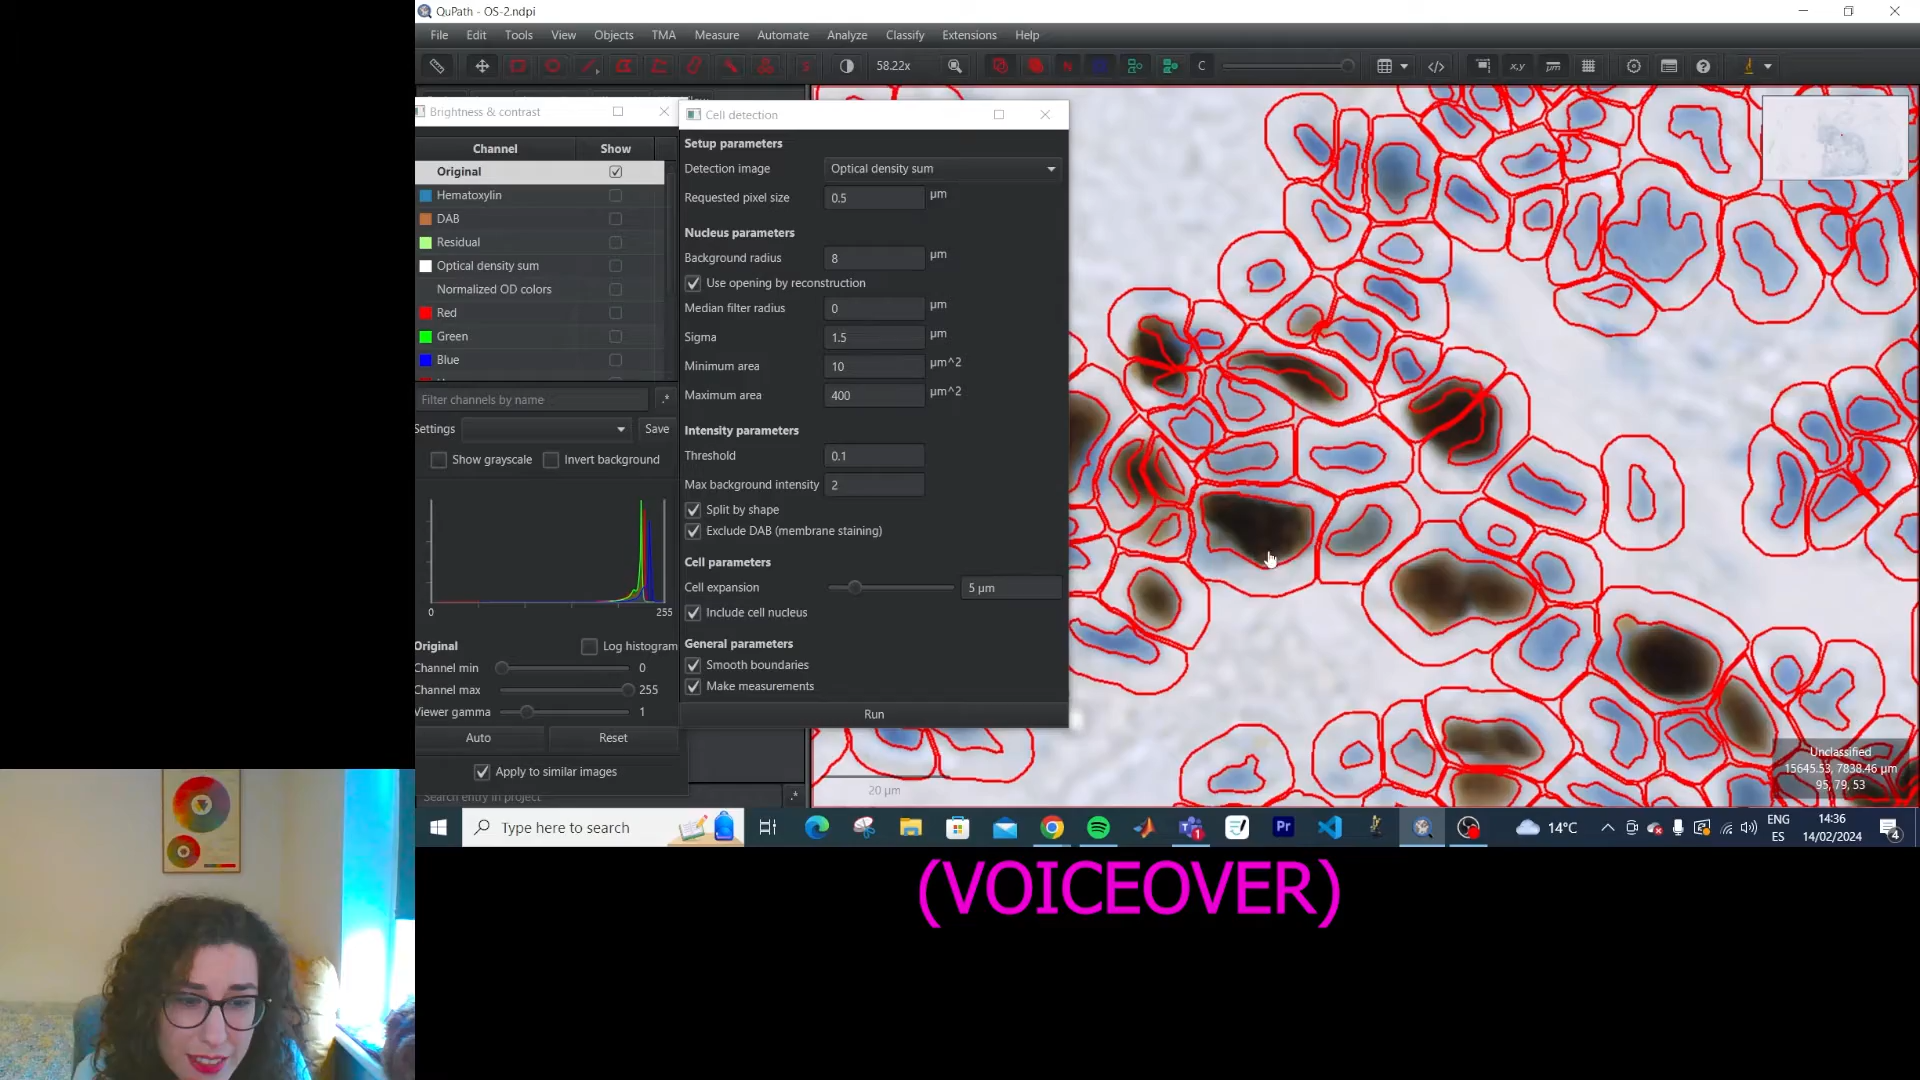 QuPath - OS-2.ndpi
File Edit Tools View Objects TMA Measure Automate Analyze Classify Extensions Help
58.22x
C
x,y
Brightness & contrast
Channel Show
Original
Hematoxylin
DAB
Residual
Optical density sum
Normalized OD colors
Red
Green
Blue
Filter channels by name
.*
Settings
Save
Show grayscale
Invert background
0
255
Original
Log histogram
Channel min 0
Channel max 255
Viewer gamma 1
Auto
Reset
Apply to similar images
Search entry in project
.*
Cell detection
Setup parameters
Detection image Optical density sum
Requested pixel size 0.5 µm
Nucleus parameters
Background radius 8 µm
Use opening by reconstruction
Median filter radius 0 µm
Sigma 1.5 µm
Minimum area 10 µm^2
Maximum area 400 µm^2
Intensity parameters
Threshold 0.1
Max background intensity 2
Split by shape
Exclude DAB (membrane staining)
Cell parameters
Cell expansion 5 µm
Include cell nucleus
General parameters
Smooth boundaries
Make measurements
Run
20 µm
Unclassified
15645.53, 7838.46 µm
95, 79, 53
Type here to search
Pr
14°C
ENG
ES
14:36
14/02/2024
4
(VOICEOVER)